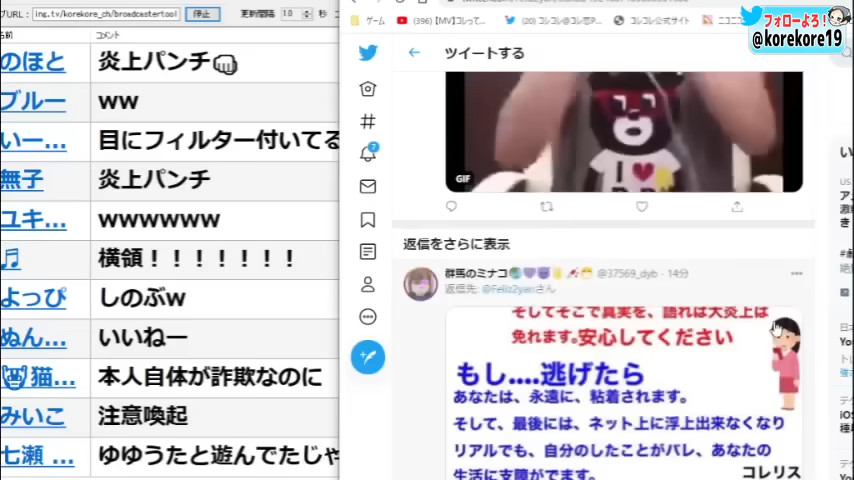 プURL： ing.tv/korekore_ch/broadcastertool 停止 更新間隔 1.0 秒
名前 コメント
のほと 炎上パンチ👊
ブルー ww
いー... 目にフィルター付いてる
無子 炎上パンチ
ユキ... wwwwww
♬ 横領！！！！！！！
よっぴ しのぶw
ぬん... いいねー
猫... 本人自体が詐欺なのに
みいこ 注意喚起
七瀬 ... ゆゆうたと遊んでたじゃ
ゲーム (396)【MV】コレって... (20) コレコレ@コレ恋P... コレコレ公式サイト ニコニコ
フォローよろ！
@korekore19
ツイートする
7
I ♥
GIF
返信をさらに表示
群馬のミナコ @37569_dyb · 14分
返信先: @Feliz2yanさん
そしてそこで真実を、語れば大炎上は
免れます。安心してください
もし....逃げたら
あなたは、永遠に、粘着されます。
そして、最後には、ネット上に浮上出来なくなり
リアルでも、自分のしたことがバレ、あなたの
生活に支障がでます。
コレリス